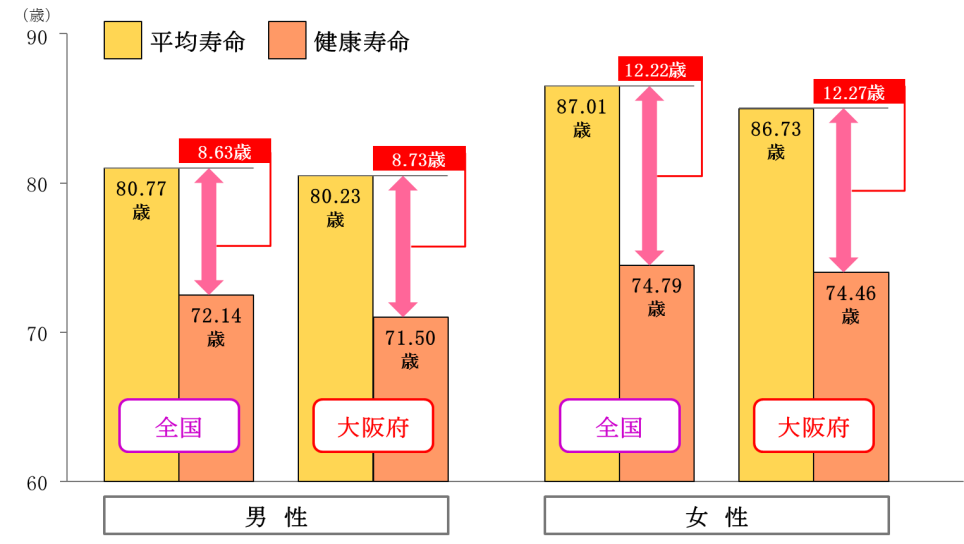 （歳）
90
80
70
60
平均寿命
健康寿命
80.77
歳
8.63歳
72.14
歳
全国
80.23
歳
8.73歳
71.50
歳
大阪府
男 性
87.01
歳
12.22歳
74.79
歳
全国
86.73
歳
12.27歳
74.46
歳
大阪府
女 性